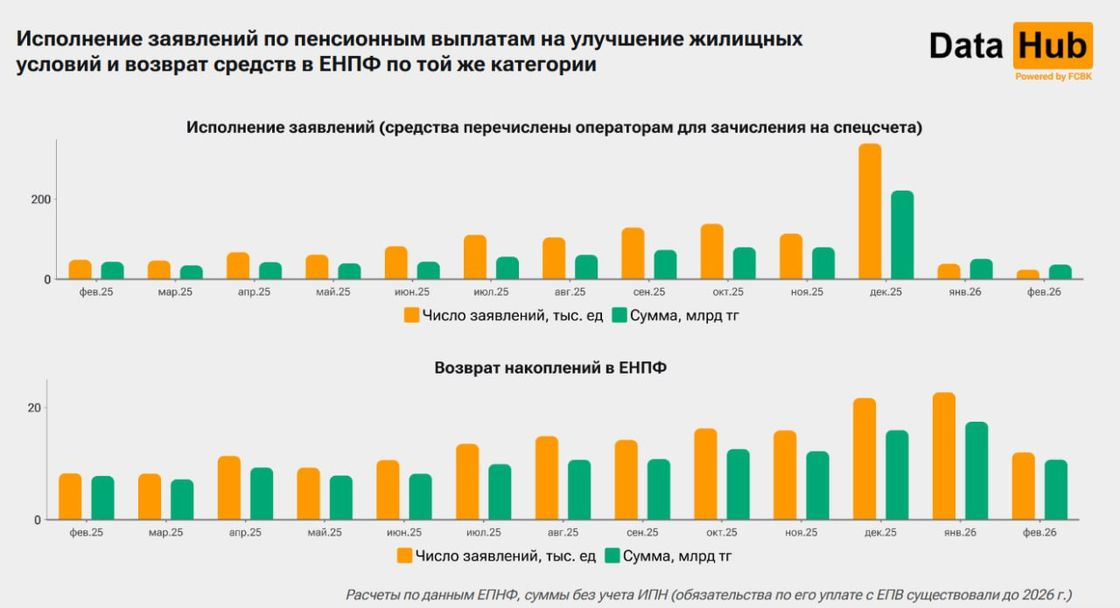 Исполнение заявлений по пенсионным выплатам на улучшение жилищных
условий и возврат средств в ЕНПФ по той же категории
Data Hub
Powered by FCBK
Исполнение заявлений (средства перечислены операторам для зачисления на спецсчета)
200
0
фев.25 мар.25 апр.25 май.25 июн.25 июл.25 авг.25 сен.25 окт.25 ноя.25 дек.25 янв.26 фев.26
Число заявлений, тыс. ед Сумма, млрд тг
Возврат накоплений в ЕНПФ
20
0
фев.25 мар.25 апр.25 май.25 июн.25 июл.25 авг.25 сен.25 окт.25 ноя.25 дек.25 янв.26 фев.26
Число заявлений, тыс. ед Сумма, млрд тг
Расчеты по данным ЕПНФ, суммы без учета ИПН (обязательства по его уплате с ЕПВ существовали до 2026 г.)